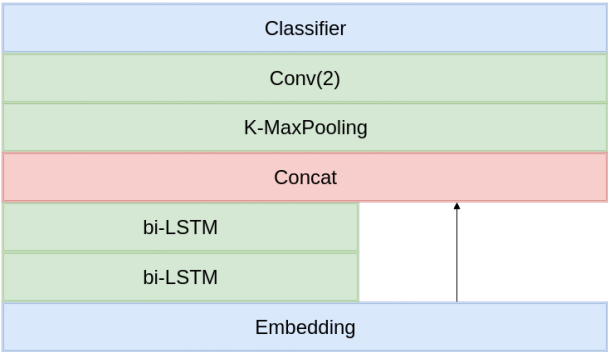 Classifier
Conv(2)
K-MaxPooling
Concat
bi-LSTM
bi-LSTM
Embedding